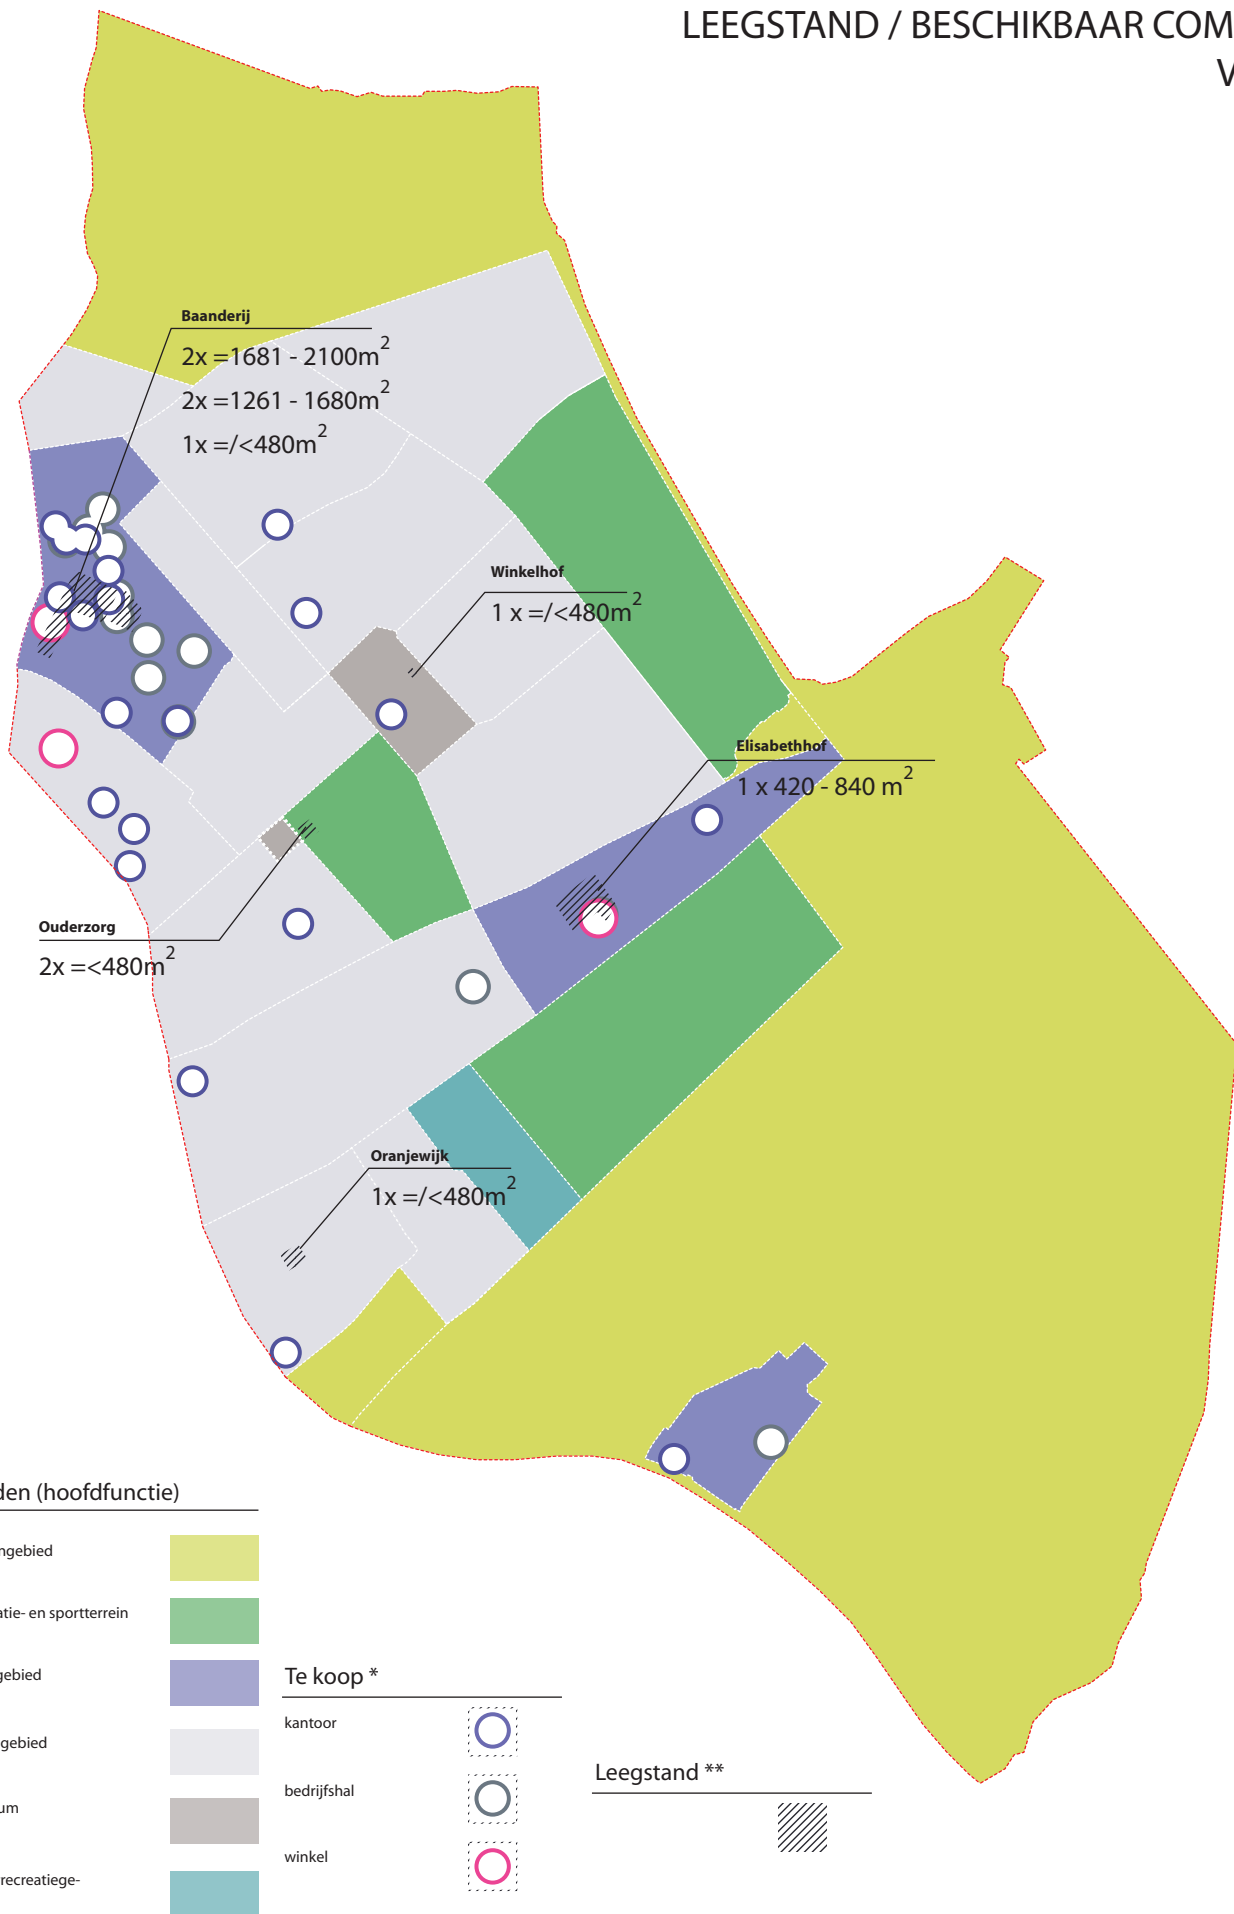 LEEGSTAND / BESCHIKBAAR COM
V
Baanderij
2x =1681 - 2100m2
2x =1261 - 1680m2
1x =/<480m2
Winkelhof
1 x =/<480m2
Elisabethhof
1 x 420 - 840 m2
Ouderzorg
2x =<480m2
Oranjewijk
1x =/<480m2
den (hoofdfunctie)
ngebied
atie- en sportterrein
gebied
gebied
um
recreatiege-
Te koop *
kantoor
bedrijfshal
winkel
Leegstand **